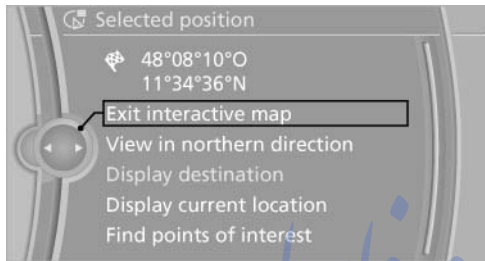 Selected position
48°08'10"O
11°34'36"N
Exit interactive map
View in northern direction
Display destination
Display current location
Find points of interest